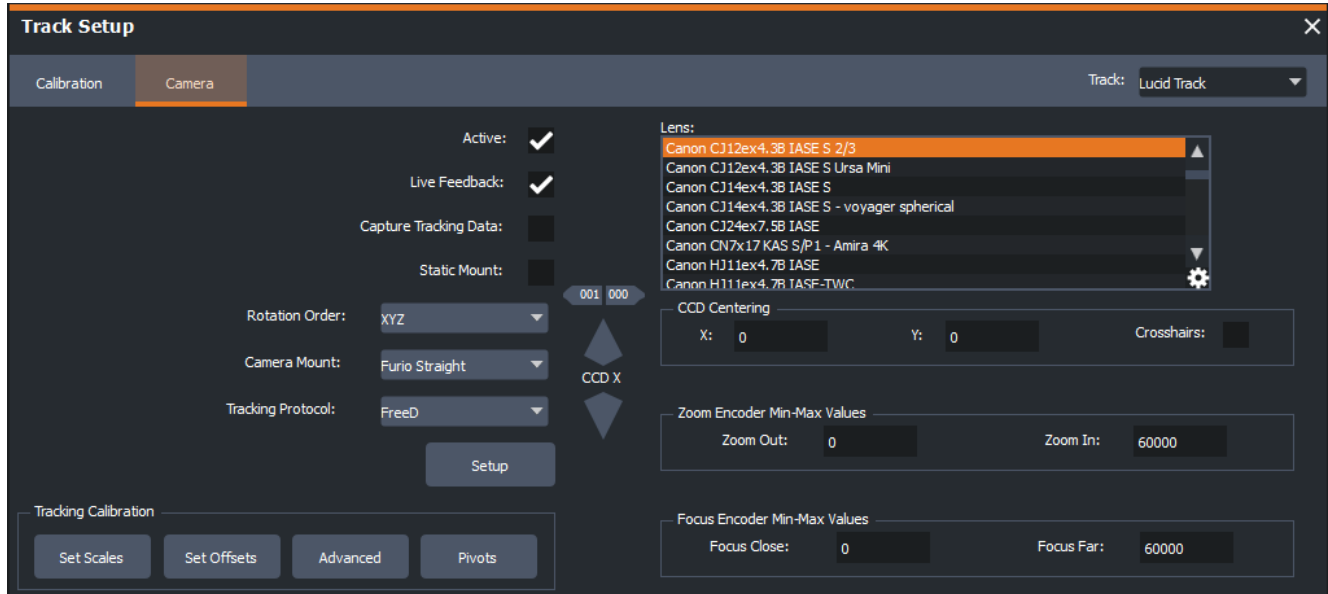 Track Setup
Calibration
Camera
Track:
Lucid Track
Active:
Live Feedback:
Capture Tracking Data:
Static Mount:
Rotation Order:
XYZ
Camera Mount:
Furio Straight
Tracking Protocol:
FreeD
Setup
Tracking Calibration
Set Scales
Set Offsets
Advanced
Pivots
001 000
CCD X
Lens:
Canon CJ12ex4.3B IASE S 2/3
Canon CJ12ex4.3B IASE S Ursa Mini
Canon CJ14ex4.3B IASE S
Canon CJ14ex4.3B IASE S - voyager spherical
Canon CJ24ex7.5B IASE
Canon CN7x17 KAS S/P1 - Amira 4K
Canon HJ11ex4.7B IASE
Canon HJ11ex4.7B IASE-TWC
CCD Centering
X: 0
Y: 0
Crosshairs:
Zoom Encoder Min-Max Values
Zoom Out: 0
Zoom In: 60000
Focus Encoder Min-Max Values
Focus Close: 0
Focus Far: 60000